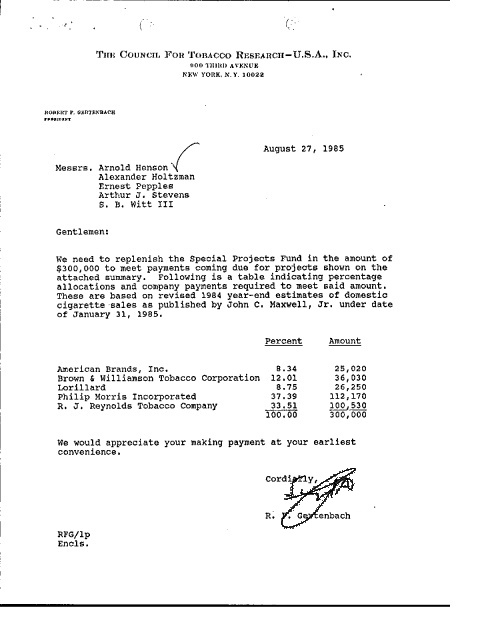 THE COUNCIL FOR TOBACCO RESEARCH—U.S.A., INC.
900 THIRD AVENUE
NEW YORK, N.Y. 10022
ROBERT F. GERTENBACH
PRESIDENT
August 27, 1985
Messrs. Arnold Henson
Alexander Holtzman
Ernest Pepples
Arthur J. Stevens
S. B. Witt III
Gentlemen:
We need to replenish the Special Projects Fund in the amount of
$300,000 to meet payments coming due for projects shown on the
attached summary. Following is a table indicating percentage
allocations and company payments required to meet said amount.
These are based on revised 1984 year-end estimates of domestic
cigarette sales as published by John C. Maxwell, Jr. under date
of January 31, 1985.
Percent Amount
American Brands, Inc. 8.34 25,020
Brown & Williamson Tobacco Corporation 12.01 36,030
Lorillard 8.75 26,250
Philip Morris Incorporated 37.39 112,170
R. J. Reynolds Tobacco Company 33.51 100,530
100.00 300,000
We would appreciate your making payment at your earliest
convenience.
Cordially,
R. F. Gertenbach
RFG/lp
Encls.